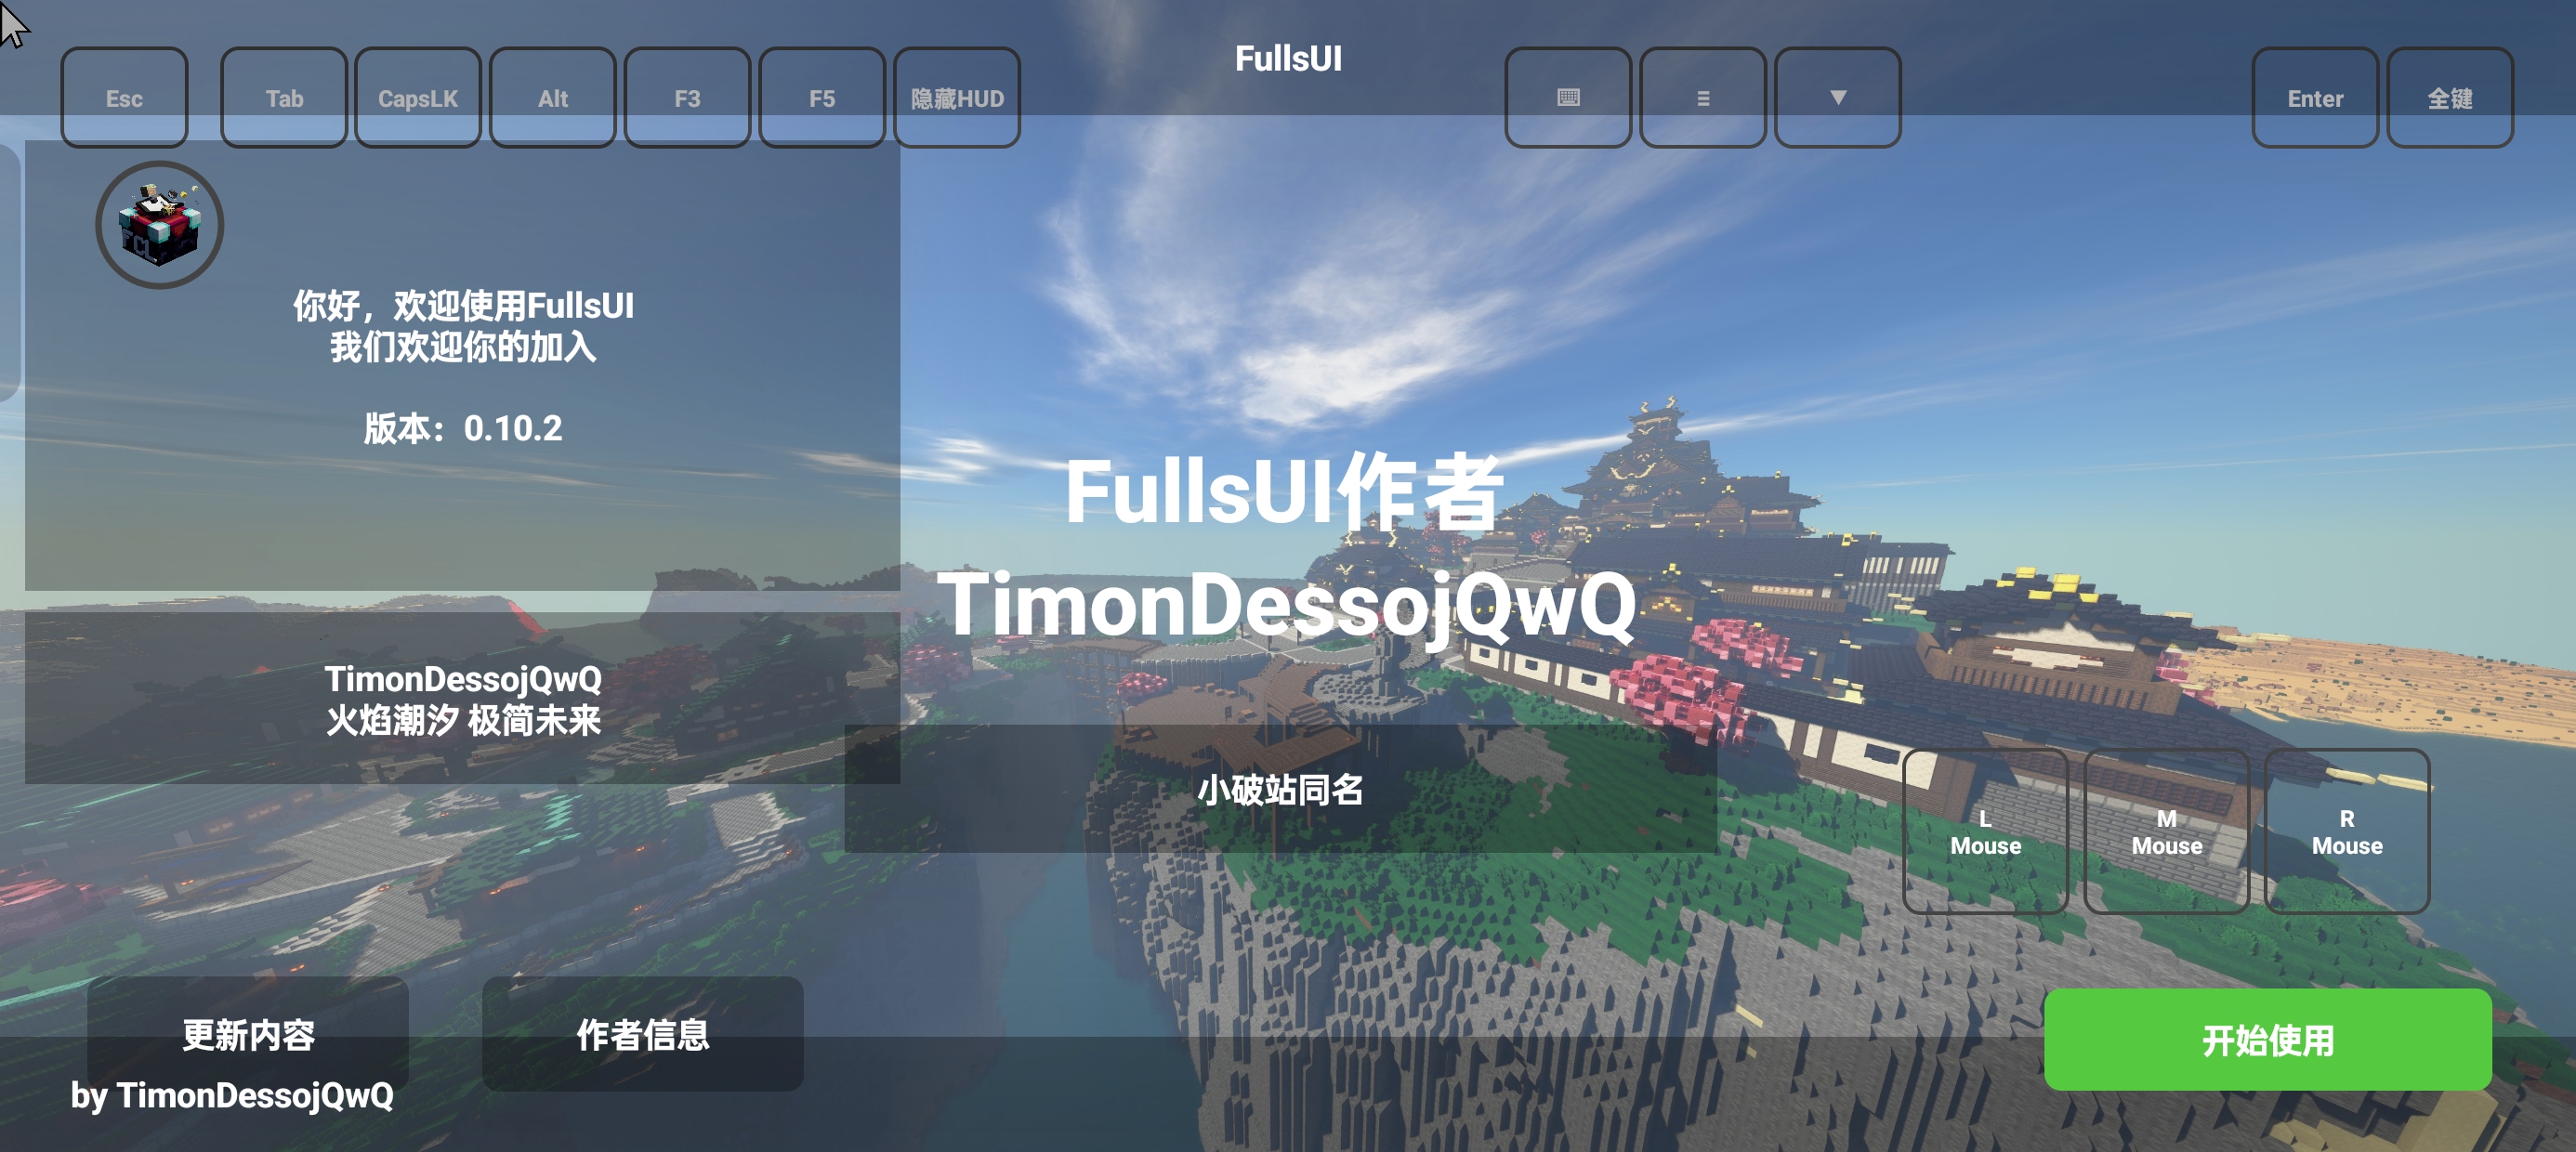 FullsUI
Esc
Tab
CapsLK
Alt
F3
F5
隐藏HUD
Enter
全键
FCL
你好，欢迎使用FullsUI
我们欢迎你的加入
版本：0.10.2
FullsUI作者
TimonDessojQwQ
TimonDessojQwQ
火焰潮汐 极简未来
小破站同名
L
Mouse
M
Mouse
R
Mouse
更新内容
作者信息
开始使用
by TimonDessojQwQ